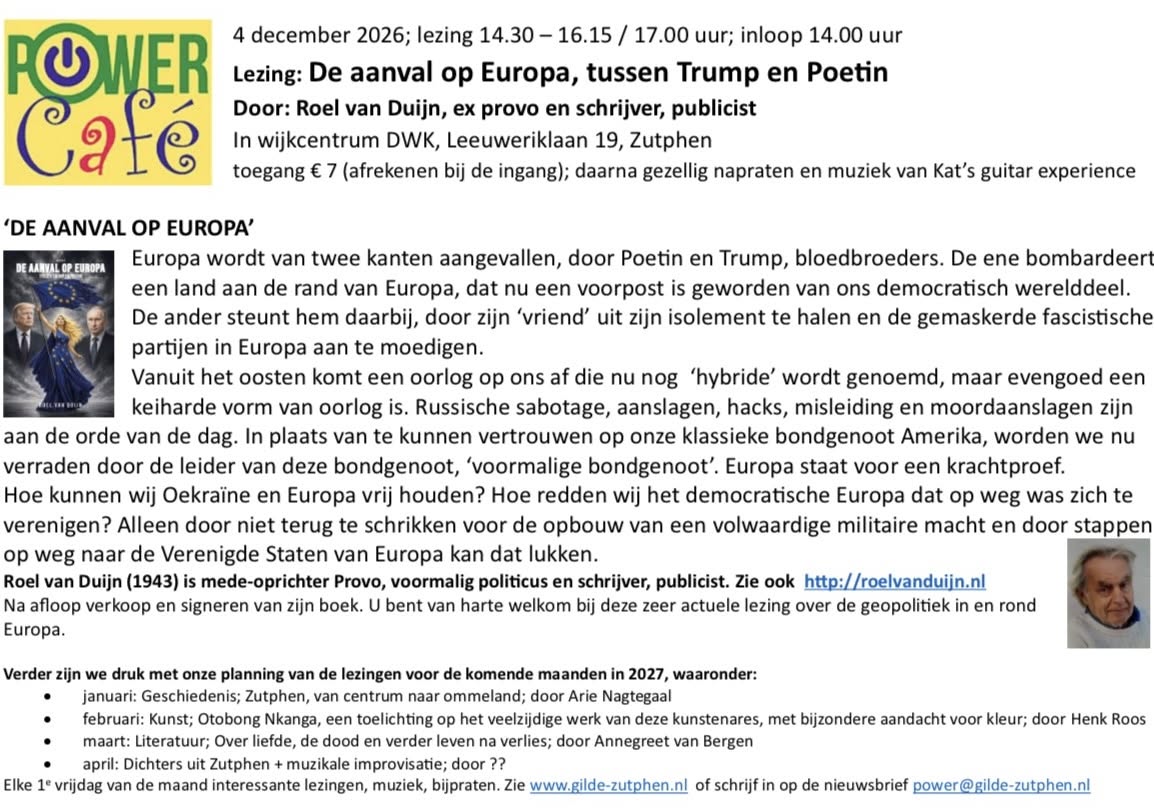 POWER
Café
4 december 2026; lezing 14.30 – 16.15 / 17.00 uur; inloop 14.00 uur
Lezing: De aanval op Europa, tussen Trump en Poetin
Door: Roel van Duijn, ex provo en schrijver, publicist
In wijkcentrum DWK, Leeuweriklaan 19, Zutphen
toegang € 7 (afrekenen bij de ingang); daarna gezellig napraten en muziek van Kat’s guitar experience
‘DE AANVAL OP EUROPA’
DE AANVAL OP EUROPA
ROEL VAN DUIJN
Europa wordt van twee kanten aangevallen, door Poetin en Trump, bloedbroeders. De ene bombardeert
een land aan de rand van Europa, dat nu een voorpost is geworden van ons democratisch werelddeel.
De ander steunt hem daarbij, door zijn ‘vriend’ uit zijn isolement te halen en de gemaskerde fascistische
partijen in Europa aan te moedigen.
Vanuit het oosten komt een oorlog op ons af die nu nog ‘hybride’ wordt genoemd, maar evengoed een
keiharde vorm van oorlog is. Russische sabotage, aanslagen, hacks, misleiding en moordaanslagen zijn
aan de orde van de dag. In plaats van te kunnen vertrouwen op onze klassieke bondgenoot Amerika, worden we nu
verraden door de leider van deze bondgenoot, ‘voormalige bondgenoot’. Europa staat voor een krachtproef.
Hoe kunnen wij Oekraïne en Europa vrij houden? Hoe redden wij het democratische Europa dat op weg was zich te
verenigen? Alleen door niet terug te schrikken voor de opbouw van een volwaardige militaire macht en door stappen
op weg naar de Verenigde Staten van Europa kan dat lukken.
Roel van Duijn (1943) is mede-oprichter Provo, voormalig politicus en schrijver, publicist. Zie ook http://roelvanduijn.nl
Na afloop verkoop en signeren van zijn boek. U bent van harte welkom bij deze zeer actuele lezing over de geopolitiek in en rond
Europa.
Verder zijn we druk met onze planning van de lezingen voor de komende maanden in 2027, waaronder:
• januari: Geschiedenis; Zutphen, van centrum naar ommeland; door Arie Nagtegaal
• februari: Kunst; Otobong Nkanga, een toelichting op het veelzijdige werk van deze kunstenares, met bijzondere aandacht voor kleur; door Henk Roos
• maart: Literatuur; Over liefde, de dood en verder leven na verlies; door Annegreet van Bergen
• april: Dichters uit Zutphen + muzikale improvisatie; door ??
Elke 1e vrijdag van de maand interessante lezingen, muziek, bijpraten. Zie www.gilde-zutphen.nl of schrijf in op de nieuwsbrief power@gilde-zutphen.nl